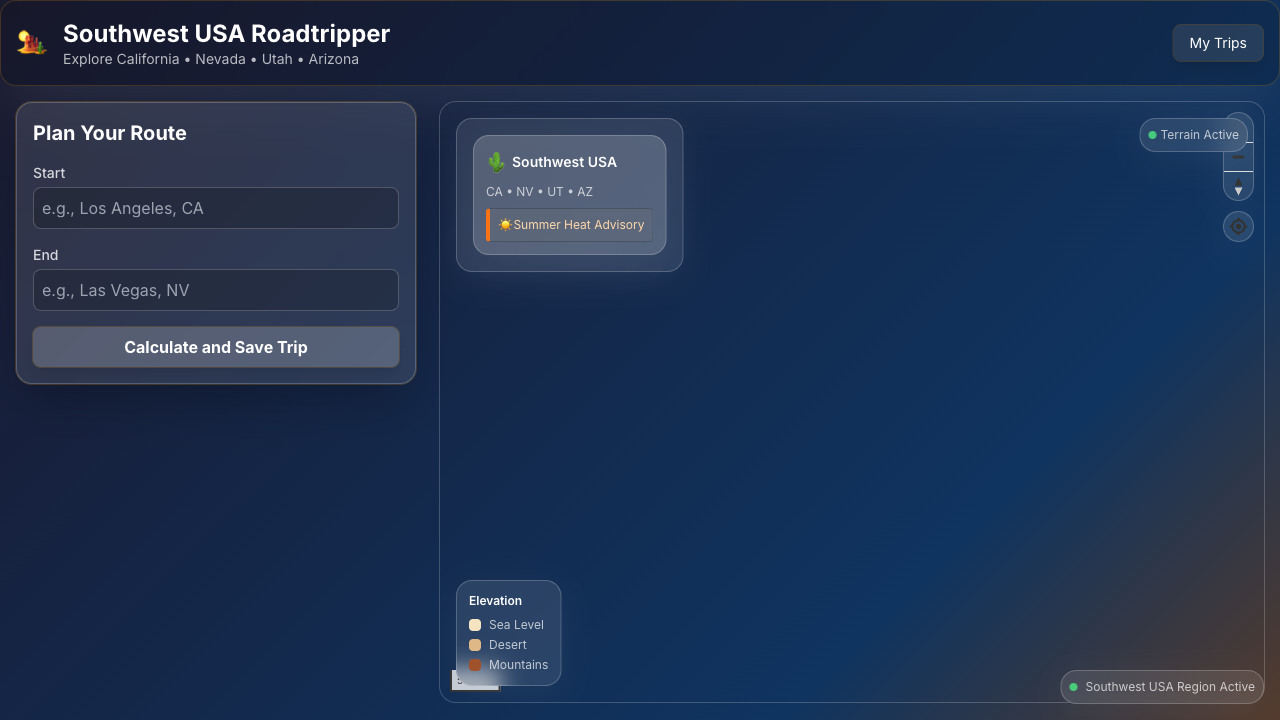 Southwest USA Roadtripper
Explore California • Nevada • Utah • Arizona
My Trips
Plan Your Route
Start
e.g., Los Angeles, CA
End
e.g., Las Vegas, NV
Calculate and Save Trip
Southwest USA
CA • NV • UT • AZ
Summer Heat Advisory
Terrain Active
Elevation
Sea Level
Desert
Mountains
Southwest USA Region Active